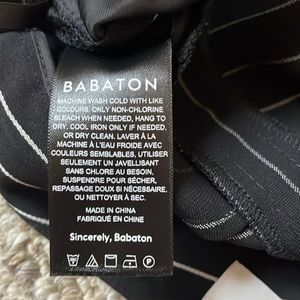 BABATON
MACHINE WASH COLD WITH LIKE
COLOURS, ONLY NON-CHLORINE
BLEACH WHEN NEEDED, HANG TO
DRY, COOL IRON ONLY IF NEEDED,
OR DRY CLEAN. LAVER À LA
MACHINE À L'EAU FROIDE AVEC
COULEURS SEMBLABLES, UTILISER
SEULEMENT UN JAVELLISANT
SANS CHLORE AU BESOIN,
SUSPENDRE POUR SÉCHER,
REPASSAGE DOUX SI NÉCESSAIRE,
OU NETTOYER À SEC.
MADE IN CHINA
FABRIQUÉ EN CHINE
Sincerely, Babaton